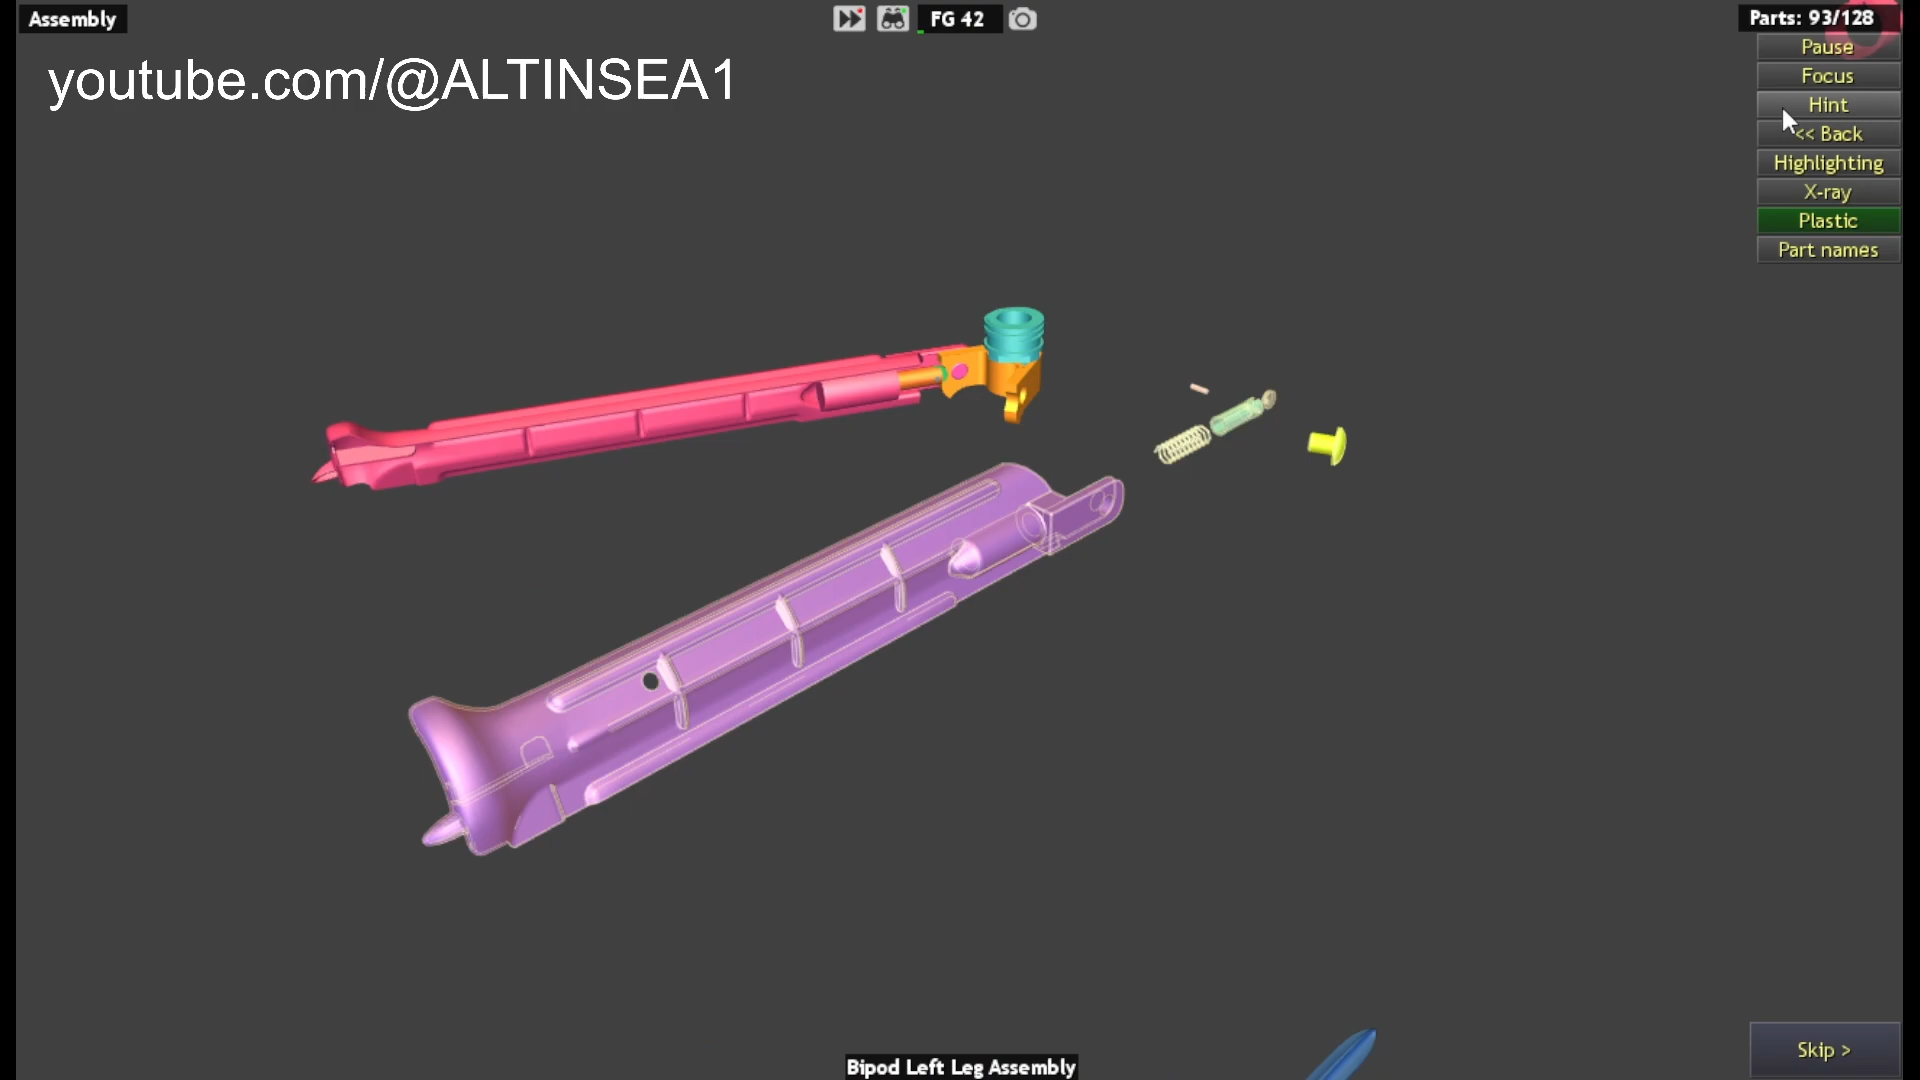 Assembly
FG 42
Parts: 93/128
youtube.com/@ALTINSEA1
Pause
Focus
Hint
<< Back
Highlighting
X-ray
Plastic
Part names
Skip >
Bipod Left Leg Assembly